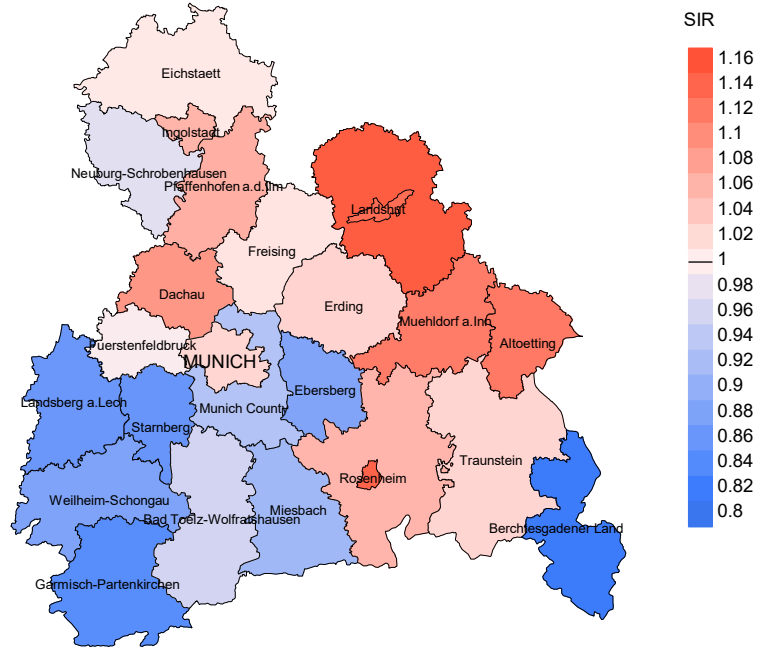 SIR
1.16
1.14
1.12
1.1
1.08
1.06
1.04
1.02
1
0.98
0.96
0.94
0.92
0.9
0.88
0.86
0.84
0.82
0.8
Eichstaett
Ingolstadt
Neuburg-Schrobenhausen
Pfaffenhofen a.d.Ilm
Landshut
Freising
Dachau
Erding
Muehldorf a.Inn
Altoetting
Fuerstenfeldbruck
MUNICH
Ebersberg
Landsberg a.Lech
Munich County
Starnberg
Traunstein
Rosenheim
Weilheim-Schongau
Miesbach
Bad Toelz-Wolfratshausen
Berchtesgadener Land
Garmisch-Partenkirchen